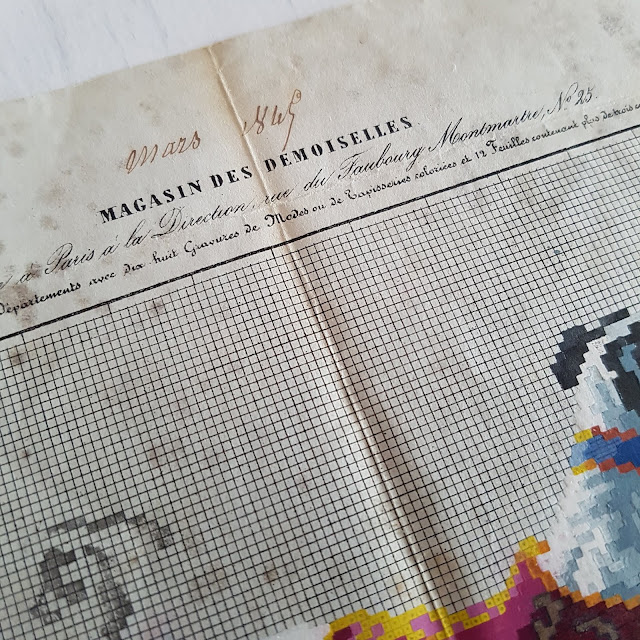 mars 1845
MAGASIN DES DEMOISELLES
à Paris à la Direction, rue du Faubourg Montmartre, No 25
Départements avec dix huit Gravures de Modes ou de Tapisseries coloriées et 12 Feuilles contenant plus de